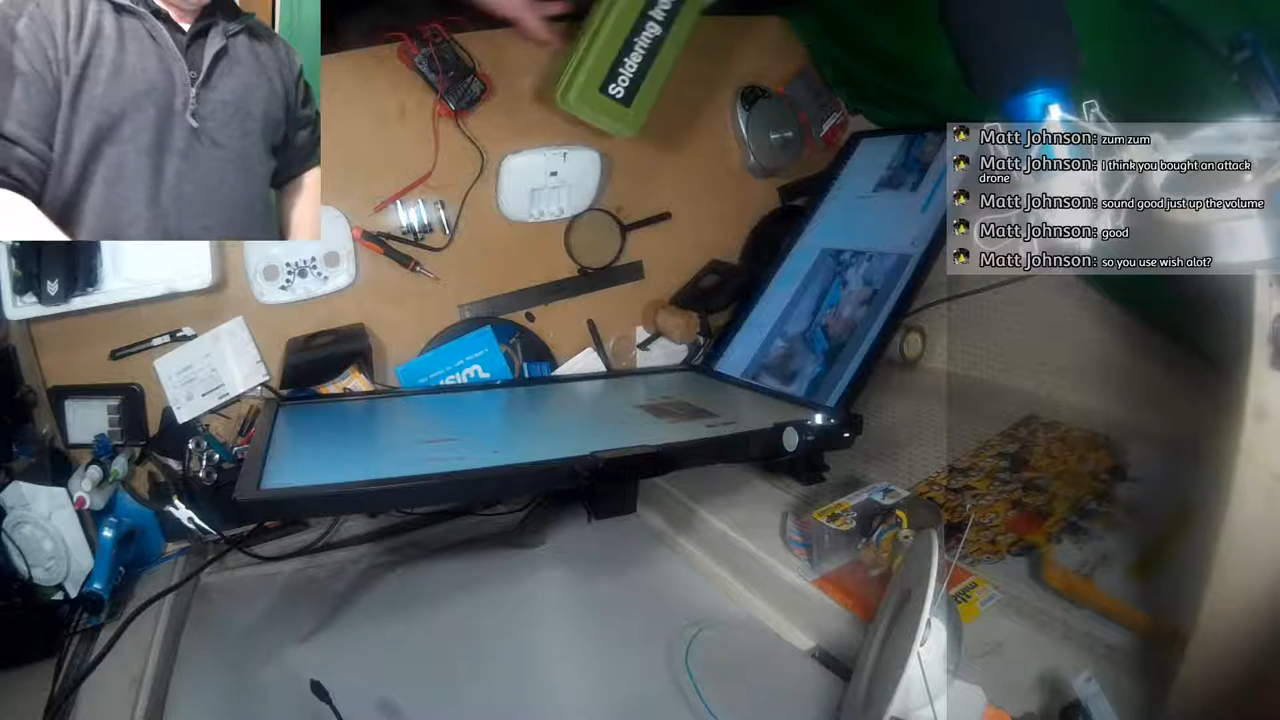 Soldering Iro
Matt Johnson: zum zum
Matt Johnson: I think you bought an attack
drone
Matt Johnson: sound good just up the volume
Matt Johnson: good
Matt Johnson: so you use wish alot?